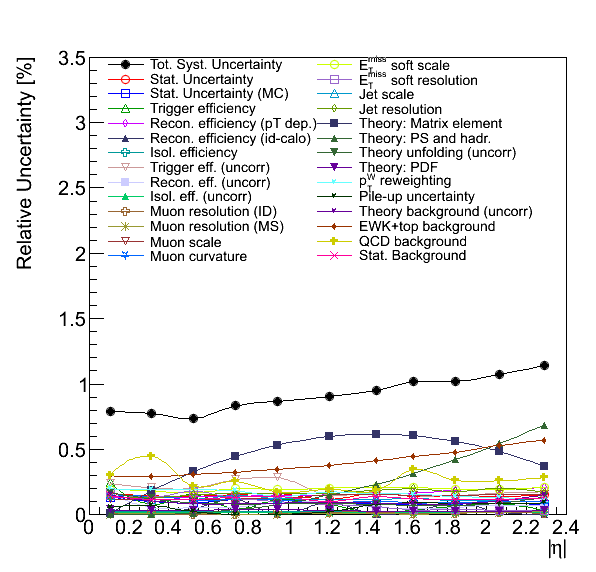 Relative Uncertainty [%]
3.5
3
2.5
2
1.5
1
0.5
0
Tot. Syst. Uncertainty
Stat. Uncertainty
Stat. Uncertainty (MC)
Trigger efficiency
Recon. efficiency (pT dep.)
Recon. efficiency (id-calo)
Isol. efficiency
Trigger eff. (uncorr)
Recon. eff. (uncorr)
Isol. eff. (uncorr)
Muon resolution (ID)
Muon resolution (MS)
Muon scale
Muon curvature
E_T^miss soft scale
E_T^miss soft resolution
Jet scale
Jet resolution
Theory: Matrix element
Theory: PS and hadr.
Theory unfolding (uncorr)
Theory: PDF
p_T^W reweighting
Pile-up uncertainty
Theory background (uncorr)
EWK+top background
QCD background
Stat. Background
0 0.2 0.4 0.6 0.8 1 1.2 1.4 1.6 1.8 2 2.2 2.4
|η|